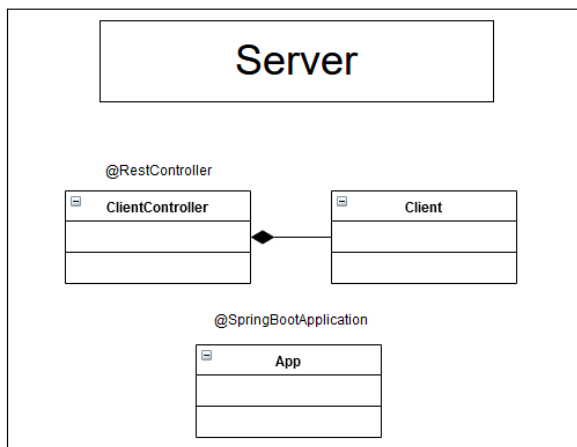 Server
@RestController
ClientController
Client
@SpringBootApplication
App